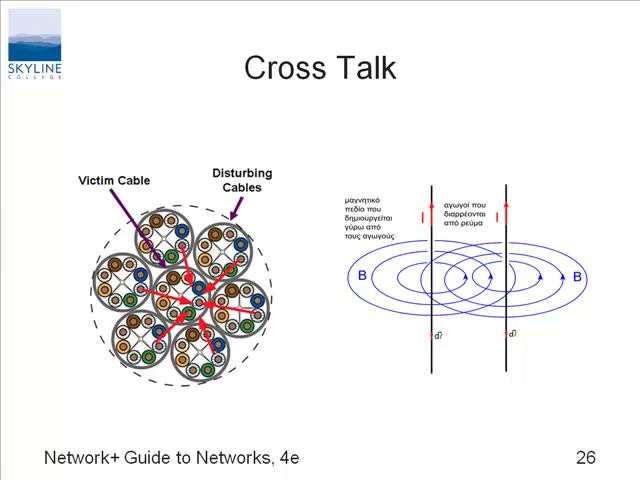 SKYLINE
COLLEGE
Cross Talk
Victim Cable
Disturbing
Cables
μαγνητικό
πεδίο που
δημιουργείται
γύρω από
τους αγωγούς
I
αγωγοί που
διαρρέονται
από ρεύμα
I
B
B
Network+ Guide to Networks, 4e
26